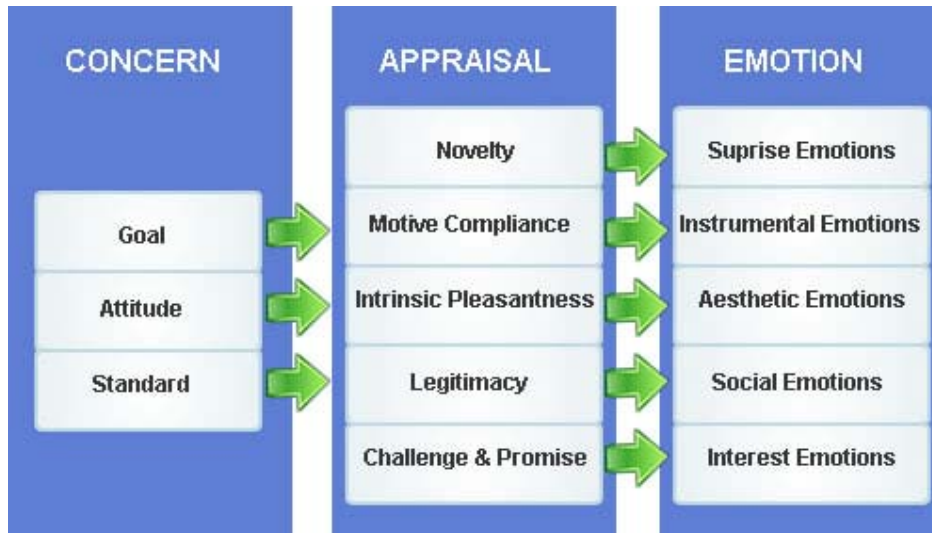 CONCERN
APPRAISAL
EMOTION
Novelty
Suprise Emotions
Goal
Motive Compliance
Instrumental Emotions
Attitude
Intrinsic Pleasantness
Aesthetic Emotions
Standard
Legitimacy
Social Emotions
Challenge & Promise
Interest Emotions